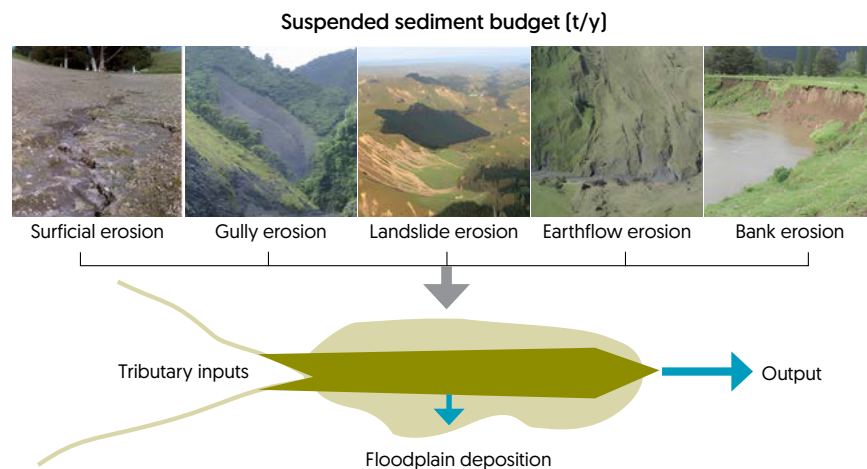 Suspended sediment budget (t/y)
Surficial erosion
Gully erosion
Landslide erosion
Earthflow erosion
Bank erosion
Tributary inputs
Output
Floodplain deposition